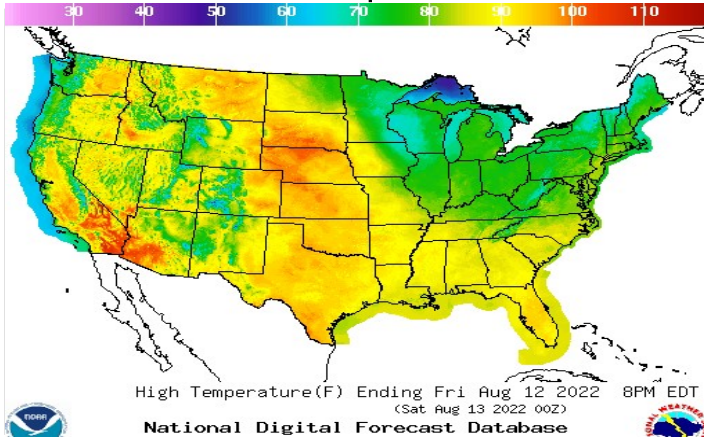 30 40 50 60 70 80 90 100 110
High Temperature(F) Ending Fri Aug 12 2022 8PM EDT
(Sat Aug 13 2022 00Z)
National Digital Forecast Database
NOAA